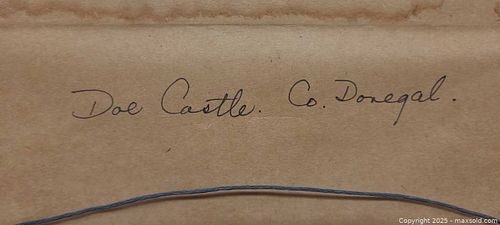 Doe Castle. Co. Donegal.
Copyright 2025 - maxsold.com